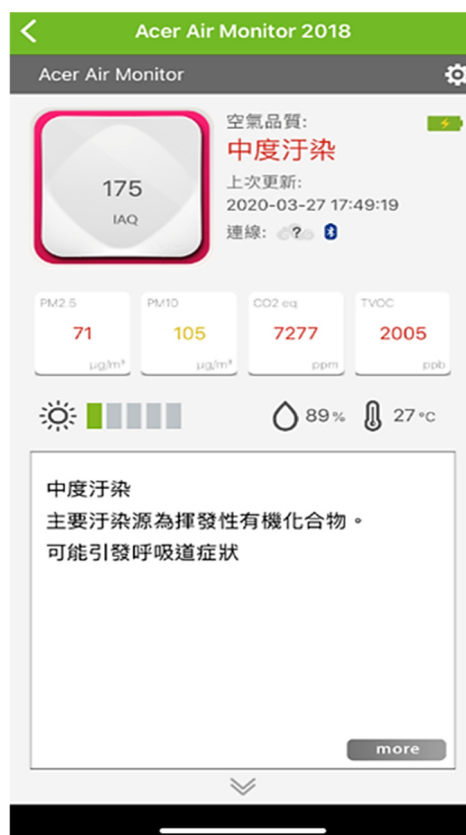 Acer Air Monitor 2018
Acer Air Monitor
175
IAQ
空氣品質:
中度汙染
上次更新:
2020-03-27 17:49:19
連線: ?
PM2.5
71
μg/m³
PM10
105
μg/m³
CO2 eq
7277
ppm
TVOC
2005
ppb
89 %
27 °C
中度汙染
主要汙染源為揮發性有機化合物。
可能引發呼吸道症狀
more